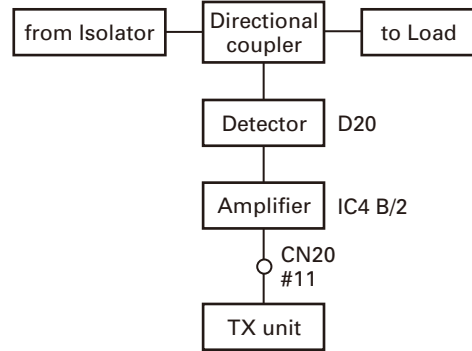 from Isolator
Directional
coupler
to Load
Detector
D20
Amplifier
IC4 B/2
CN20
#11
TX unit